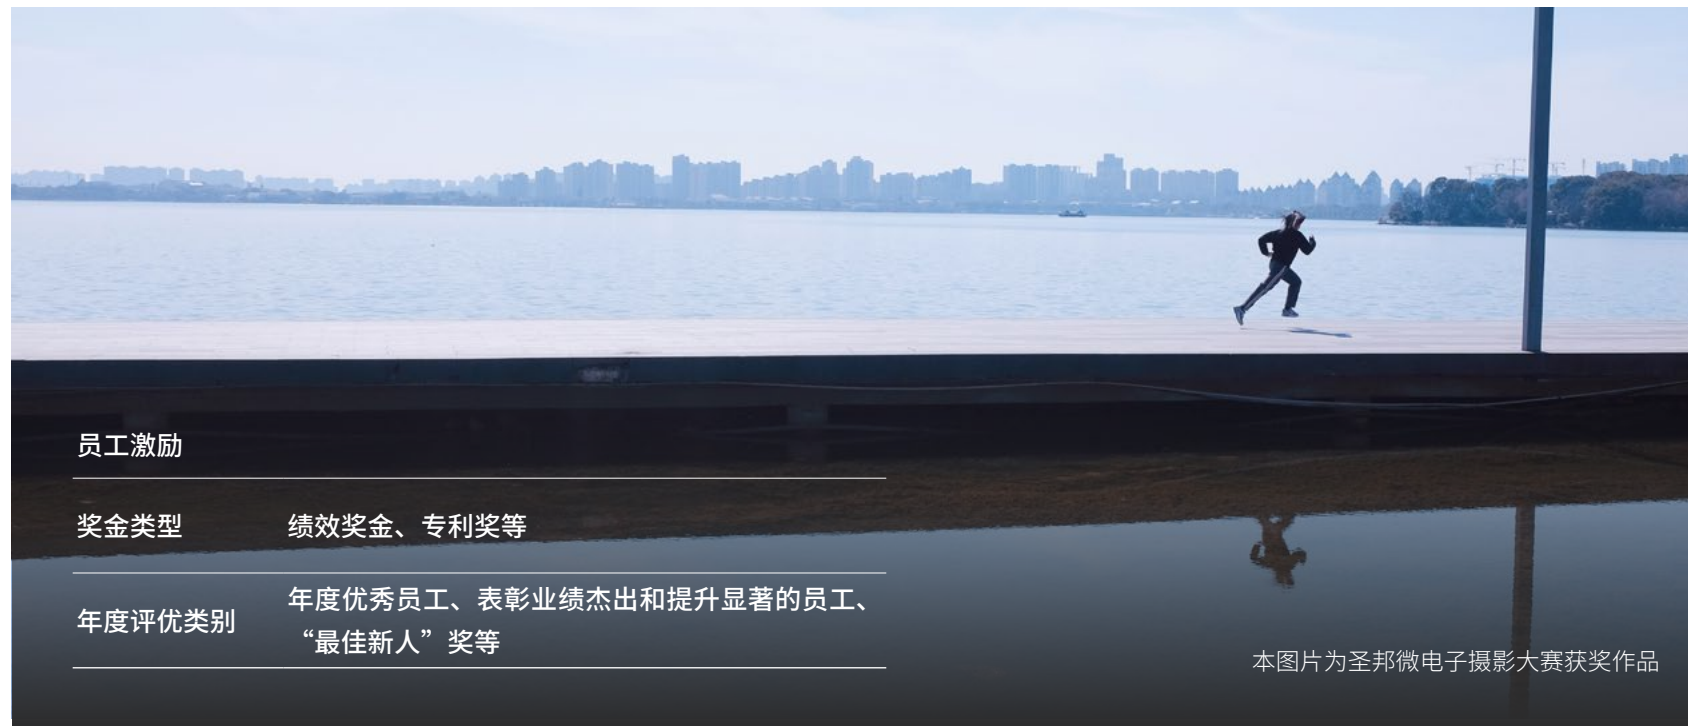 员工激励
奖金类型 绩效奖金、专利奖等
年度评优类别 年度优秀员工、表彰业绩杰出和提升显著的员工、
“最佳新人”奖等
本图片为圣邦微电子摄影大赛获奖作品